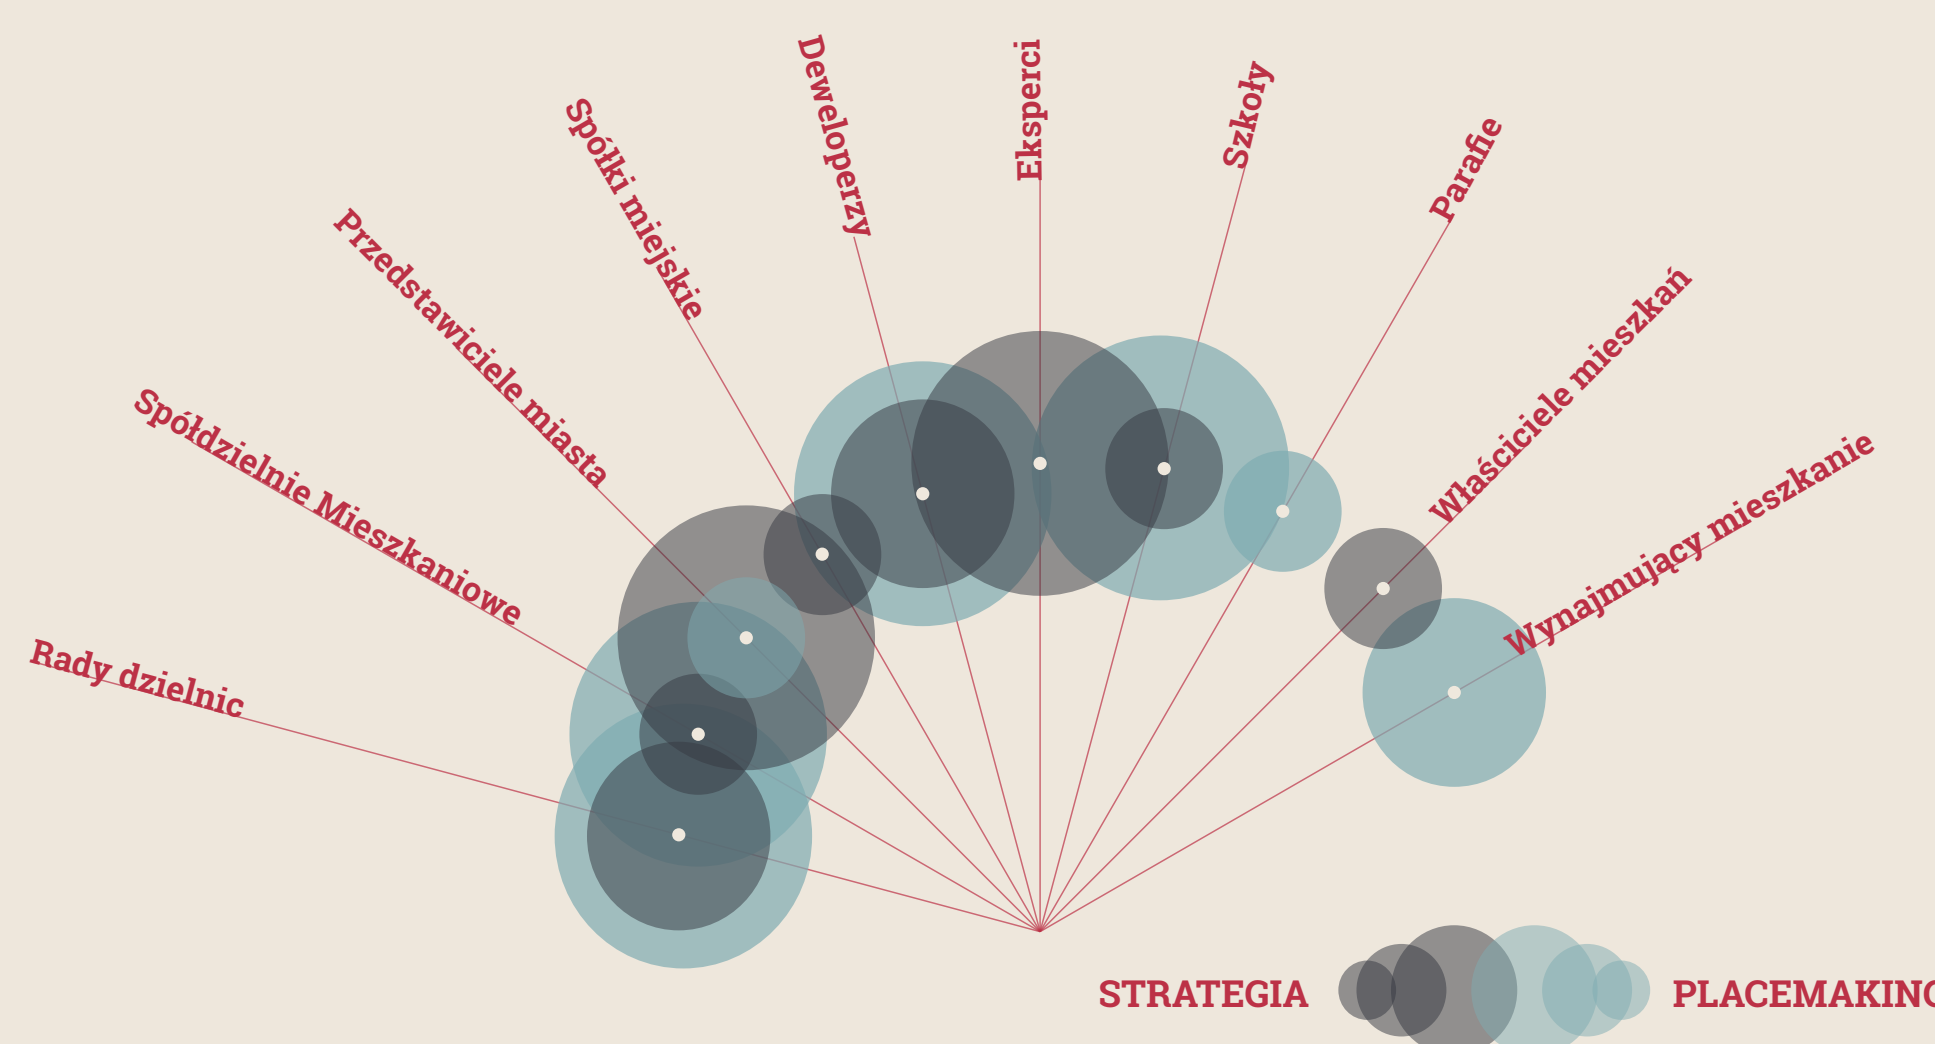 Rady dzielnic
Spółdzielnie Mieszkaniowe
Przedstawiciele miasta
Spółki miejskie
Deweloperzy
Eksperci
Szkoły
Parafie
Właściciele mieszkań
Wynajmujący mieszkanie
STRATEGIA
PLACEMAKING